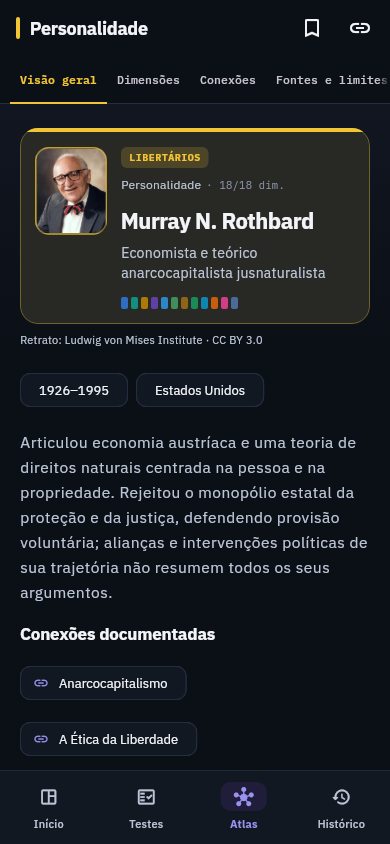 Personalidade
Visão geral
Dimensões
Conexões
Fontes e limites
LIBERTÁRIOS
Personalidade · 18/18 dim.
Murray N. Rothbard
Economista e teórico
anarcocapitalista jusnaturalista
Retrato: Ludwig von Mises Institute · CC BY 3.0
1926–1995
Estados Unidos
Articulou economia austríaca e uma teoria de
direitos naturais centrada na pessoa e na
propriedade. Rejeitou o monopólio estatal da
proteção e da justiça, defendendo provisão
voluntária; alianças e intervenções políticas de
sua trajetória não resumem todos os seus
argumentos.
Conexões documentadas
Anarcocapitalismo
A Ética da Liberdade
Início
Testes
Atlas
Histórico